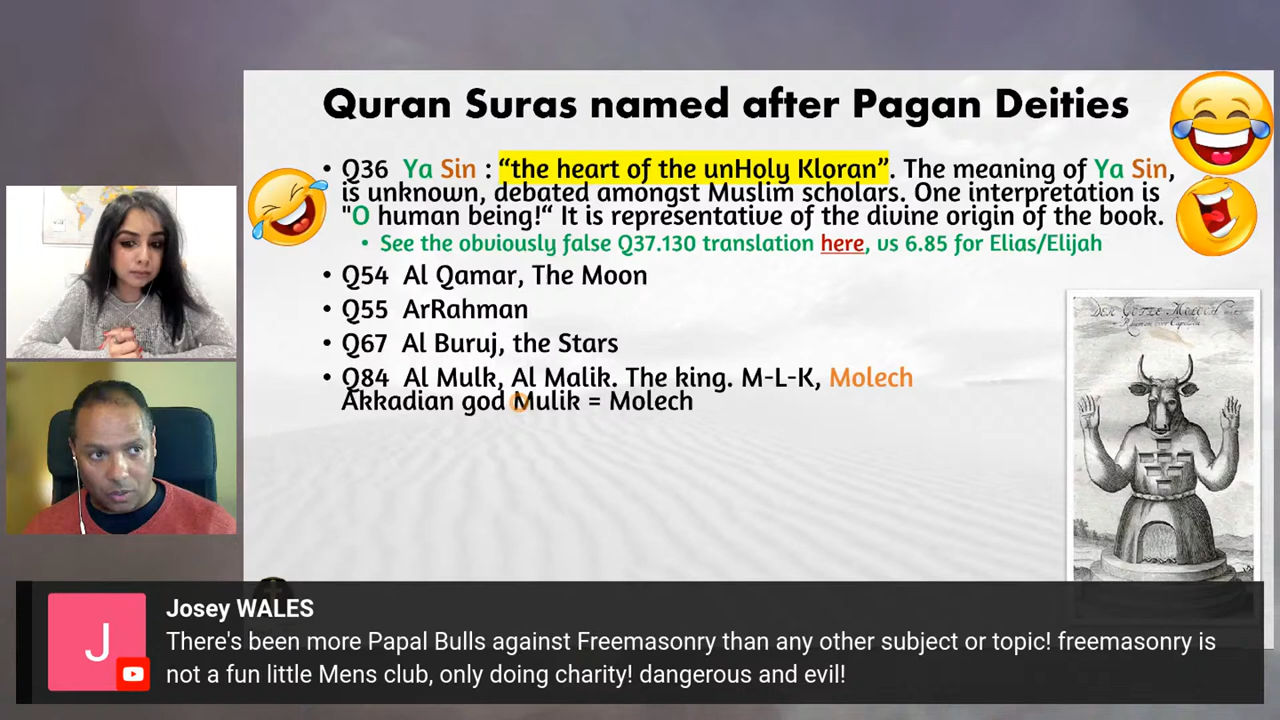 Quran Suras named after Pagan Deities
• Q36 Ya Sin : “the heart of the unHoly Kloran”. The meaning of Ya Sin,
is unknown, debated amongst Muslim scholars. One interpretation is
"O human being!“ It is representative of the divine origin of the book.
• See the obviously false Q37.130 translation here, vs 6.85 for Elias/Elijah
• Q54 Al Qamar, The Moon
• Q55 ArRahman
• Q67 Al Buruj, the Stars
• Q84 Al Mulk, Al Malik. The king. M-L-K, Molech
Akkadian god Mulik = Molech
J
Josey WALES
There's been more Papal Bulls against Freemasonry than any other subject or topic! freemasonry is
not a fun little Mens club, only doing charity! dangerous and evil!